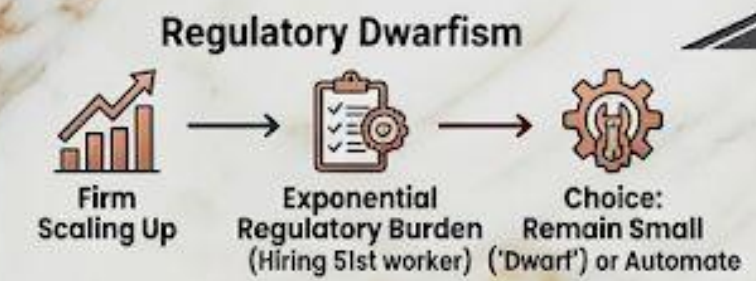 Regulatory Dwarfism
Firm
Scaling Up
Exponential
Regulatory Burden
(Hiring 51st worker)
Choice:
Remain Small
('Dwarf') or Automate